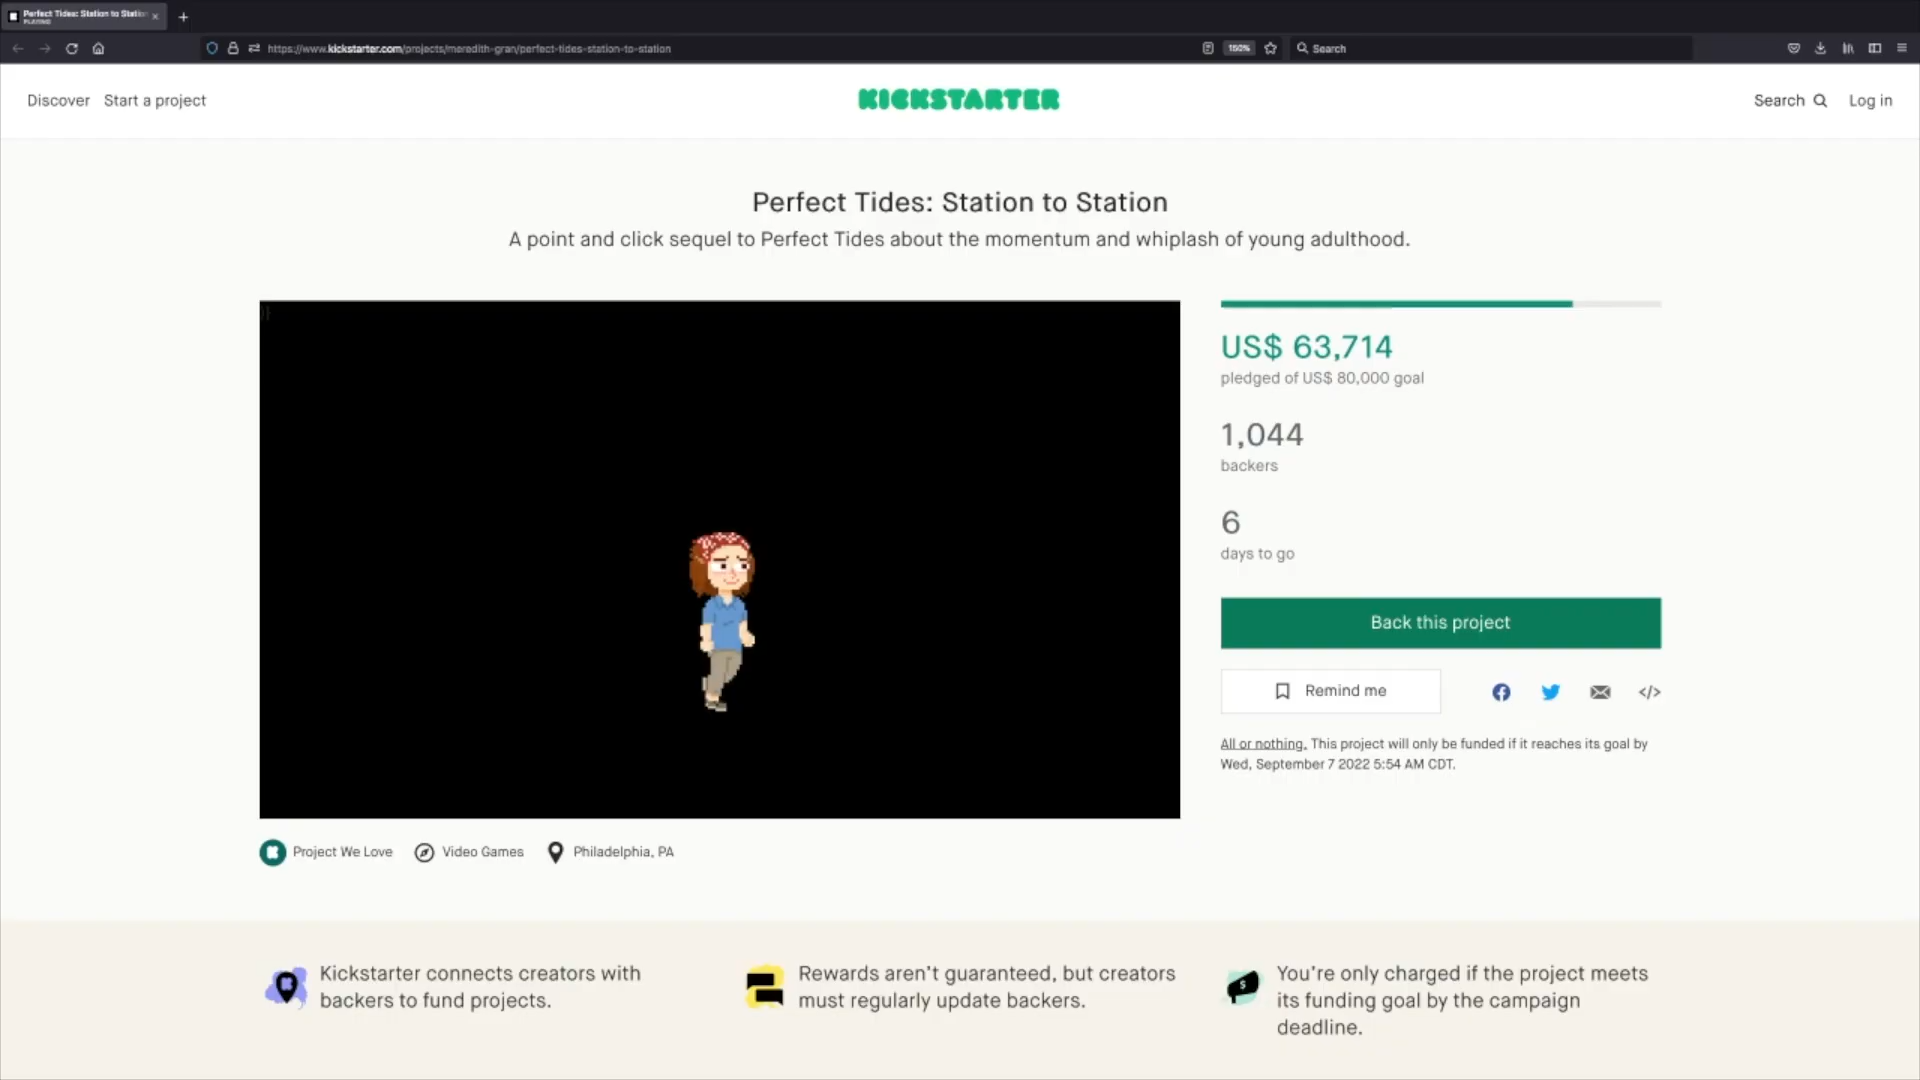 Perfect Tides: Station to Station
PLAYING
https://www.kickstarter.com/projects/meredith-gran/perfect-tides-station-to-station
150%
Search
Discover
Start a project
KICKSTARTER
Search
Log in
Perfect Tides: Station to Station
A point and click sequel to Perfect Tides about the momentum and whiplash of young adulthood.
US$ 63,714
pledged of US$ 80,000 goal
1,044
backers
6
days to go
Back this project
Remind me
All or nothing. This project will only be funded if it reaches its goal by
Wed, September 7 2022 5:54 AM CDT.
Project We Love
Video Games
Philadelphia, PA
Kickstarter connects creators with
backers to fund projects.
Rewards aren't guaranteed, but creators
must regularly update backers.
You're only charged if the project meets
its funding goal by the campaign
deadline.